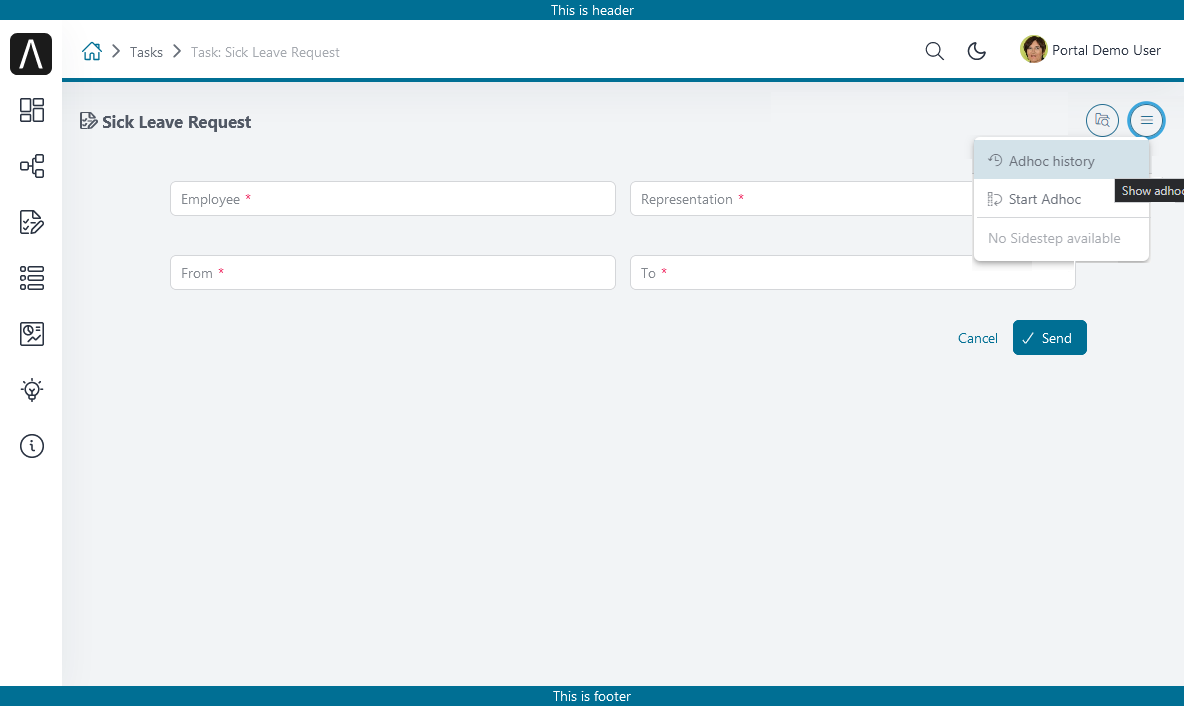 This is header
Tasks
Task: Sick Leave Request
Portal Demo User
Sick Leave Request
Adhoc history
Show adhoc
Employee *
Representation *
Start Adhoc
No Sidestep available
From *
To *
Cancel
Send
This is footer